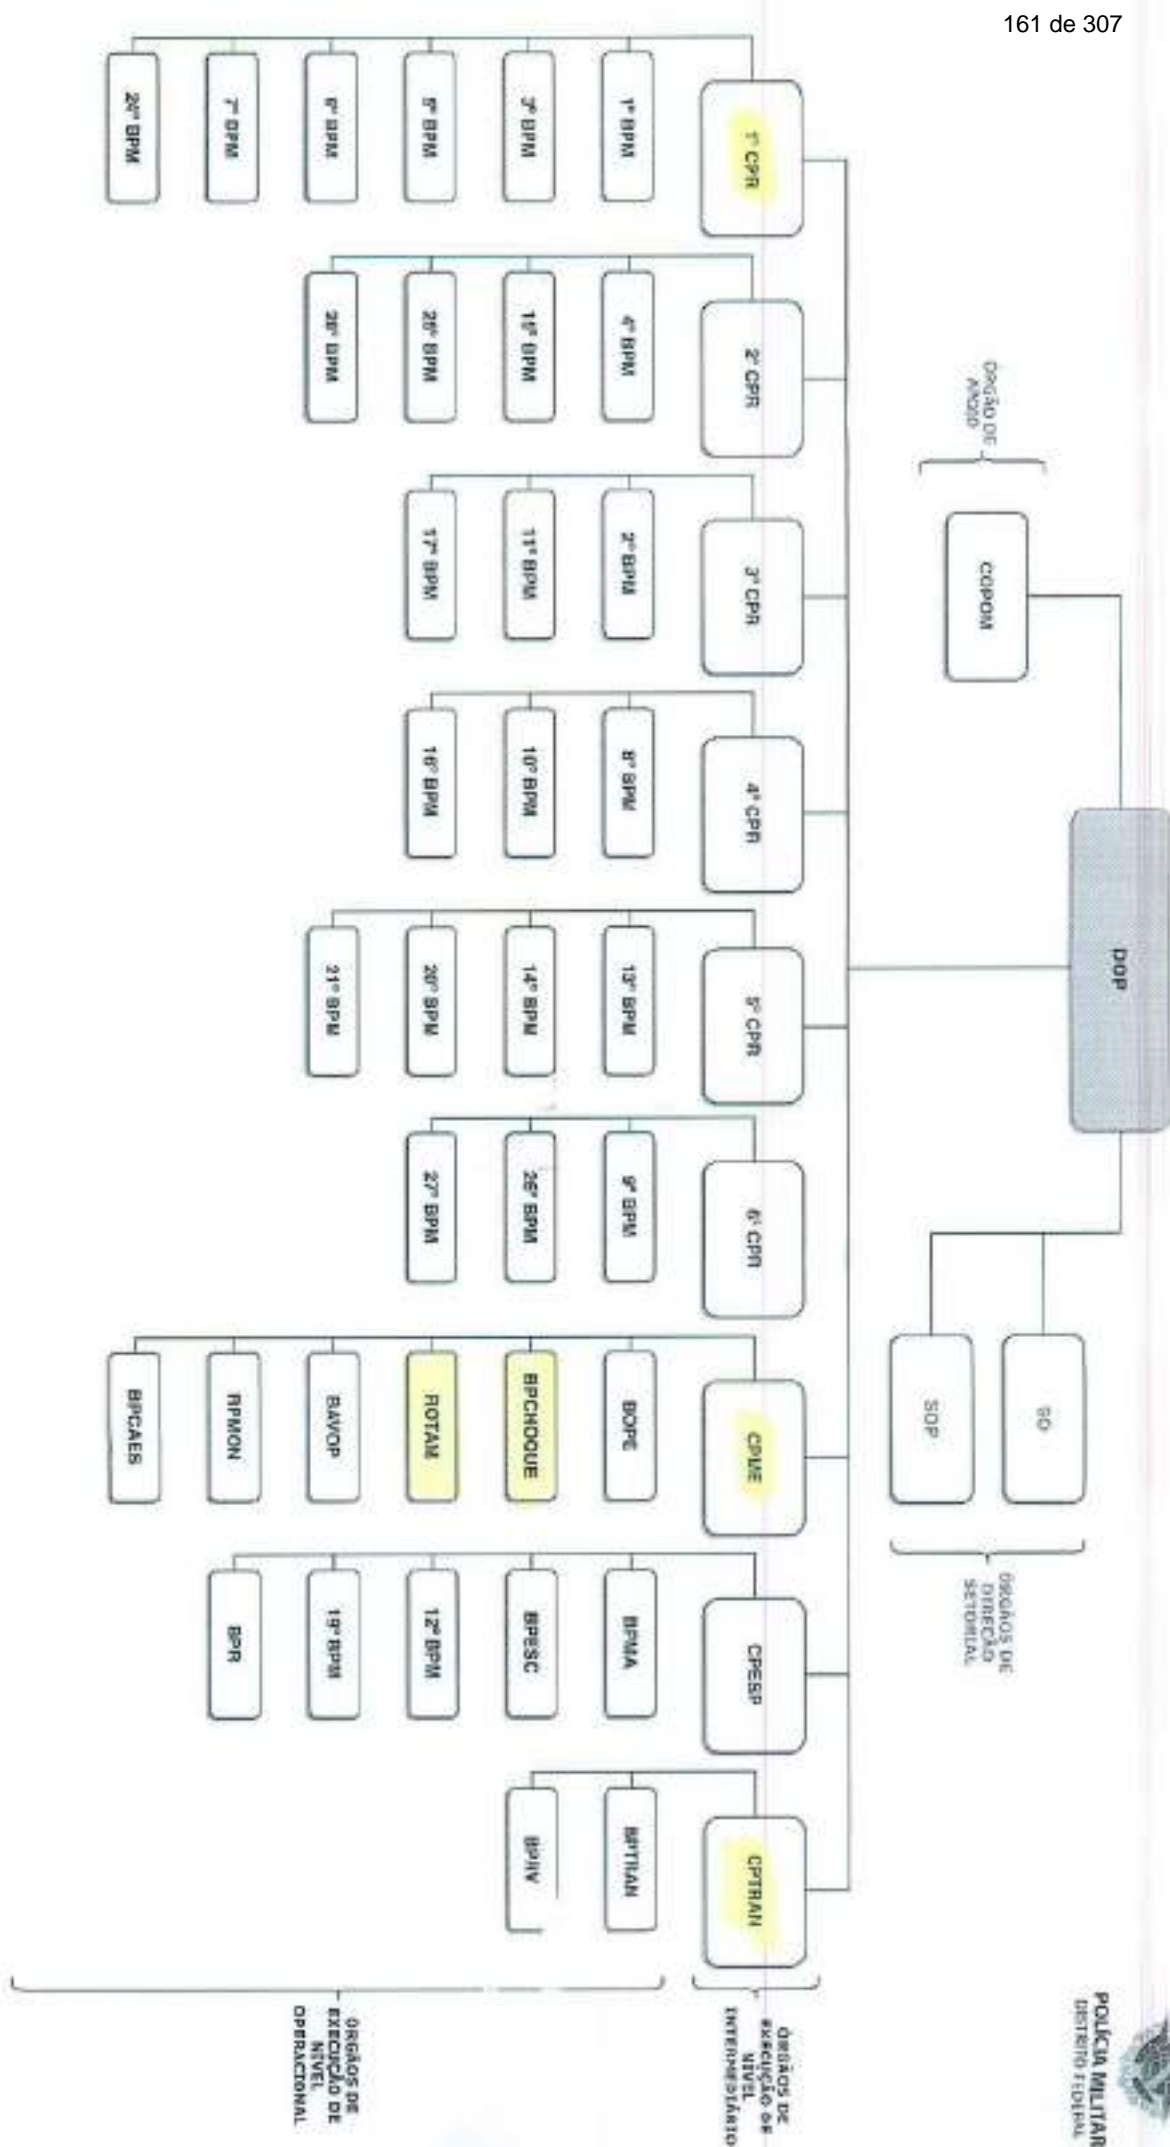 161 de 307
POLÍCIA MILITAR
DISTRITO FEDERAL
DOP
COPOM
ÓRGÃO DE
APOIO
SD
SOP
ÓRGÃOS DE
DIREÇÃO
SETORIAL
1º CPR
2º CPR
3º CPR
4º CPR
5º CPR
6º CPR
CPME
CPESP
CPTRAN
ÓRGÃOS DE
EXECUÇÃO DE
NÍVEL
INTERMEDIÁRIO
1º BPM
3º BPM
5º BPM
6º BPM
7º BPM
24º BPM
4º BPM
15º BPM
25º BPM
28º BPM
2º BPM
11º BPM
17º BPM
8º BPM
10º BPM
16º BPM
13º BPM
14º BPM
20º BPM
21º BPM
9º BPM
26º BPM
27º BPM
BOPE
BPCHOQUE
ROTAM
BAVOP
RPMON
BPCAES
BPMA
BPESC
12º BPM
19º BPM
BPR
BPTRAN
BPRV
ÓRGÃOS DE
EXECUÇÃO DE
NÍVEL
OPERACIONAL